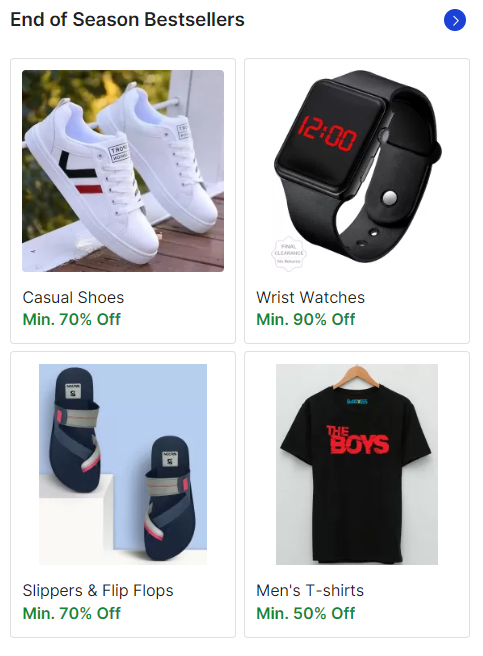 End of Season Bestsellers
12:00
FINAL
CLEARANCE
No Returns
Casual Shoes
Min. 70% Off
Wrist Watches
Min. 90% Off
THE
BOYS
Slippers & Flip Flops
Min. 70% Off
Men's T-shirts
Min. 50% Off